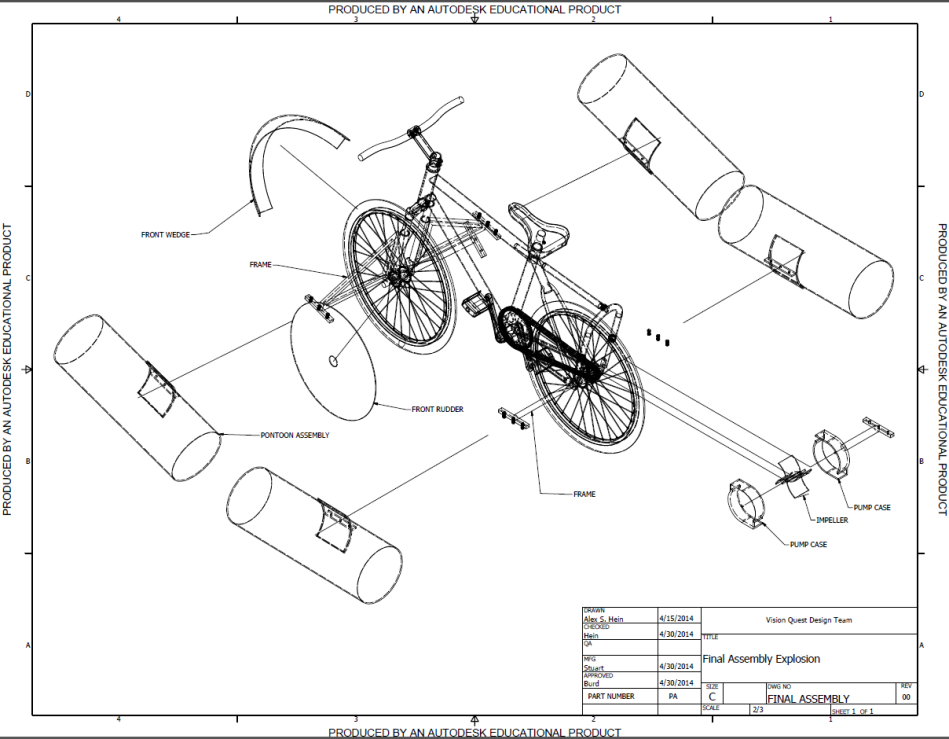 PRODUCED BY AN AUTODESK EDUCATIONAL PRODUCT
4 3 2 1
D D
FRONT WEDGE
FRAME
C C
PRODUCED BY AN AUTODESK EDUCATIONAL PRODUCT
PRODUCED BY AN AUTODESK EDUCATIONAL PRODUCT
FRONT RUDDER
PONTOON ASSEMBLY
B B
FRAME
PUMP CASE
IMPELLER
PUMP CASE
A A
DRAWN
Alex S. Hein 4/15/2014
CHECKED
Hein 4/30/2014
QA
MFG
Stuart 4/30/2014
APPROVED
Burd 4/30/2014
PART NUMBER PA
Vision Quest Design Team
TITLE
Final Assembly Explosion
SIZE
C
DWG NO
FINAL ASSEMBLY
REV
00
SCALE 2/3
SHEET 1 OF 1
4 3 2 1
PRODUCED BY AN AUTODESK EDUCATIONAL PRODUCT